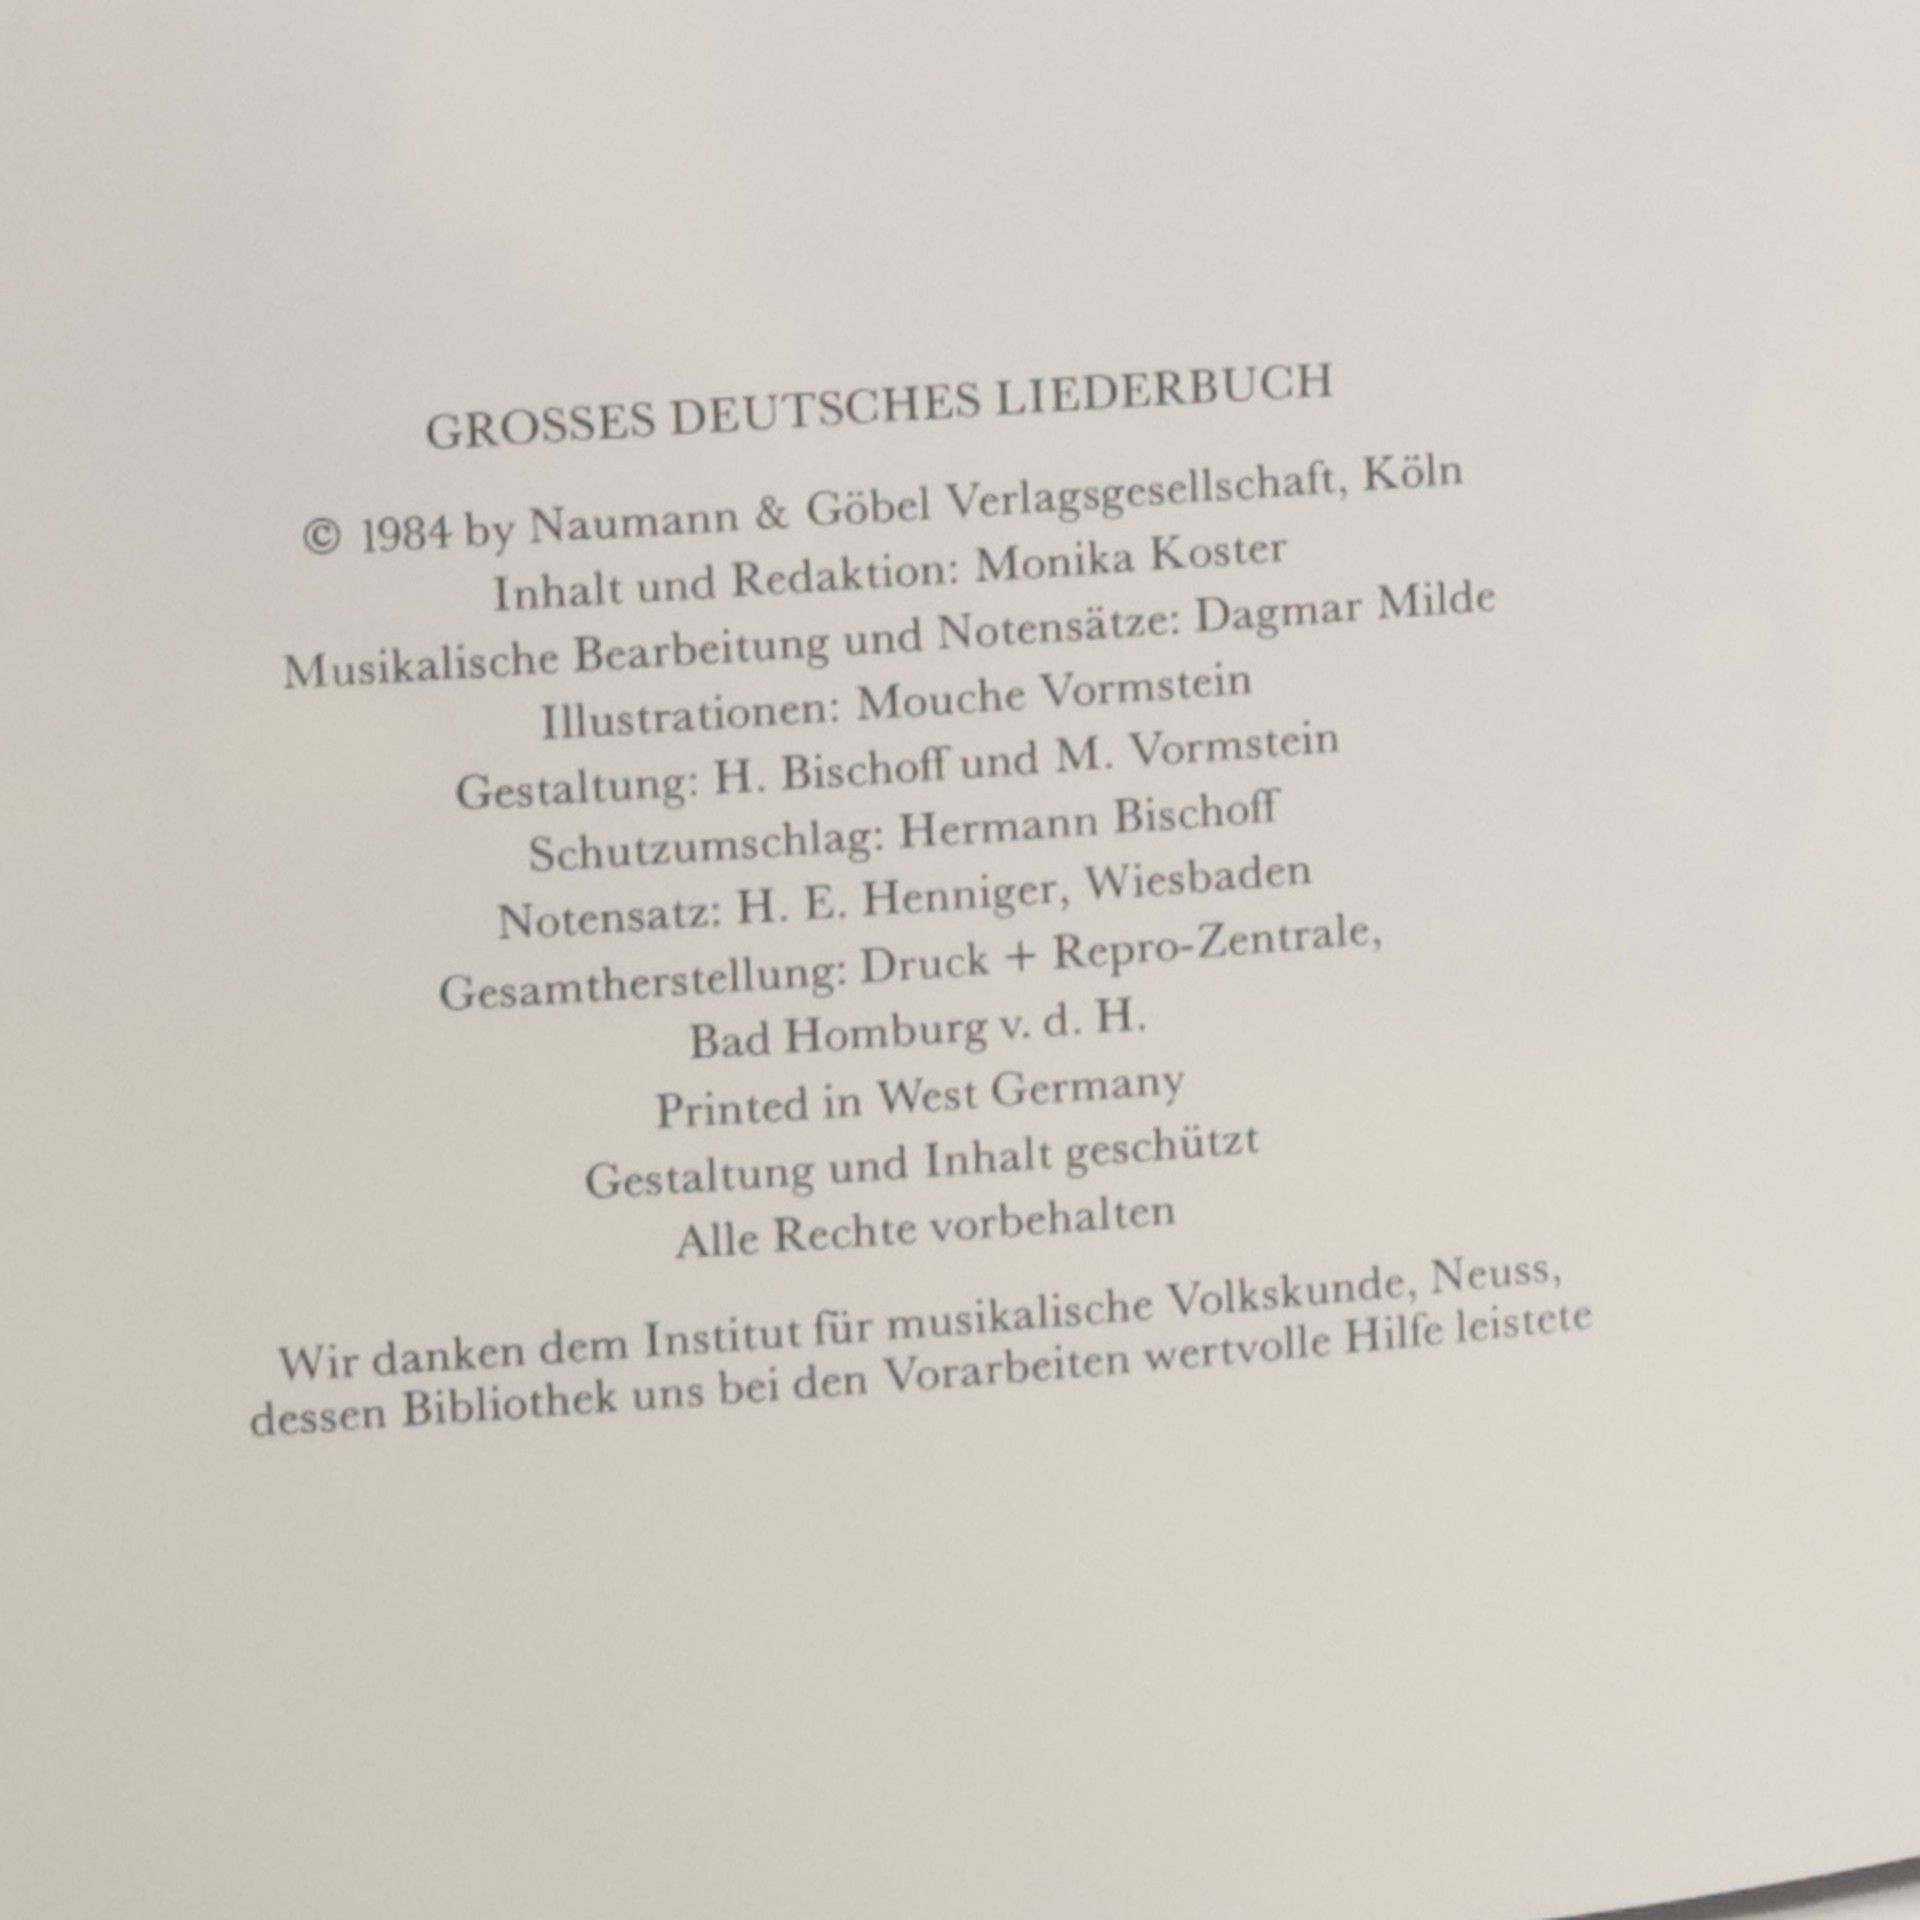 GROSSES DEUTSCHES LIEDERBUCH
© 1984 by Naumann & Göbel Verlagsgesellschaft, Köln
Inhalt und Redaktion: Monika Koster
Musikalische Bearbeitung und Notensätze: Dagmar Milde
Illustrationen: Mouche Vormstein
Gestaltung: H. Bischoff und M. Vormstein
Schutzumschlag: Hermann Bischoff
Notensatz: H. E. Henniger, Wiesbaden
Gesamtherstellung: Druck + Repro-Zentrale,
Bad Homburg v. d. H.
Printed in West Germany
Gestaltung und Inhalt geschützt
Alle Rechte vorbehalten
Wir danken dem Institut für musikalische Volkskunde, Neuss,
dessen Bibliothek uns bei den Vorarbeiten wertvolle Hilfe leistete